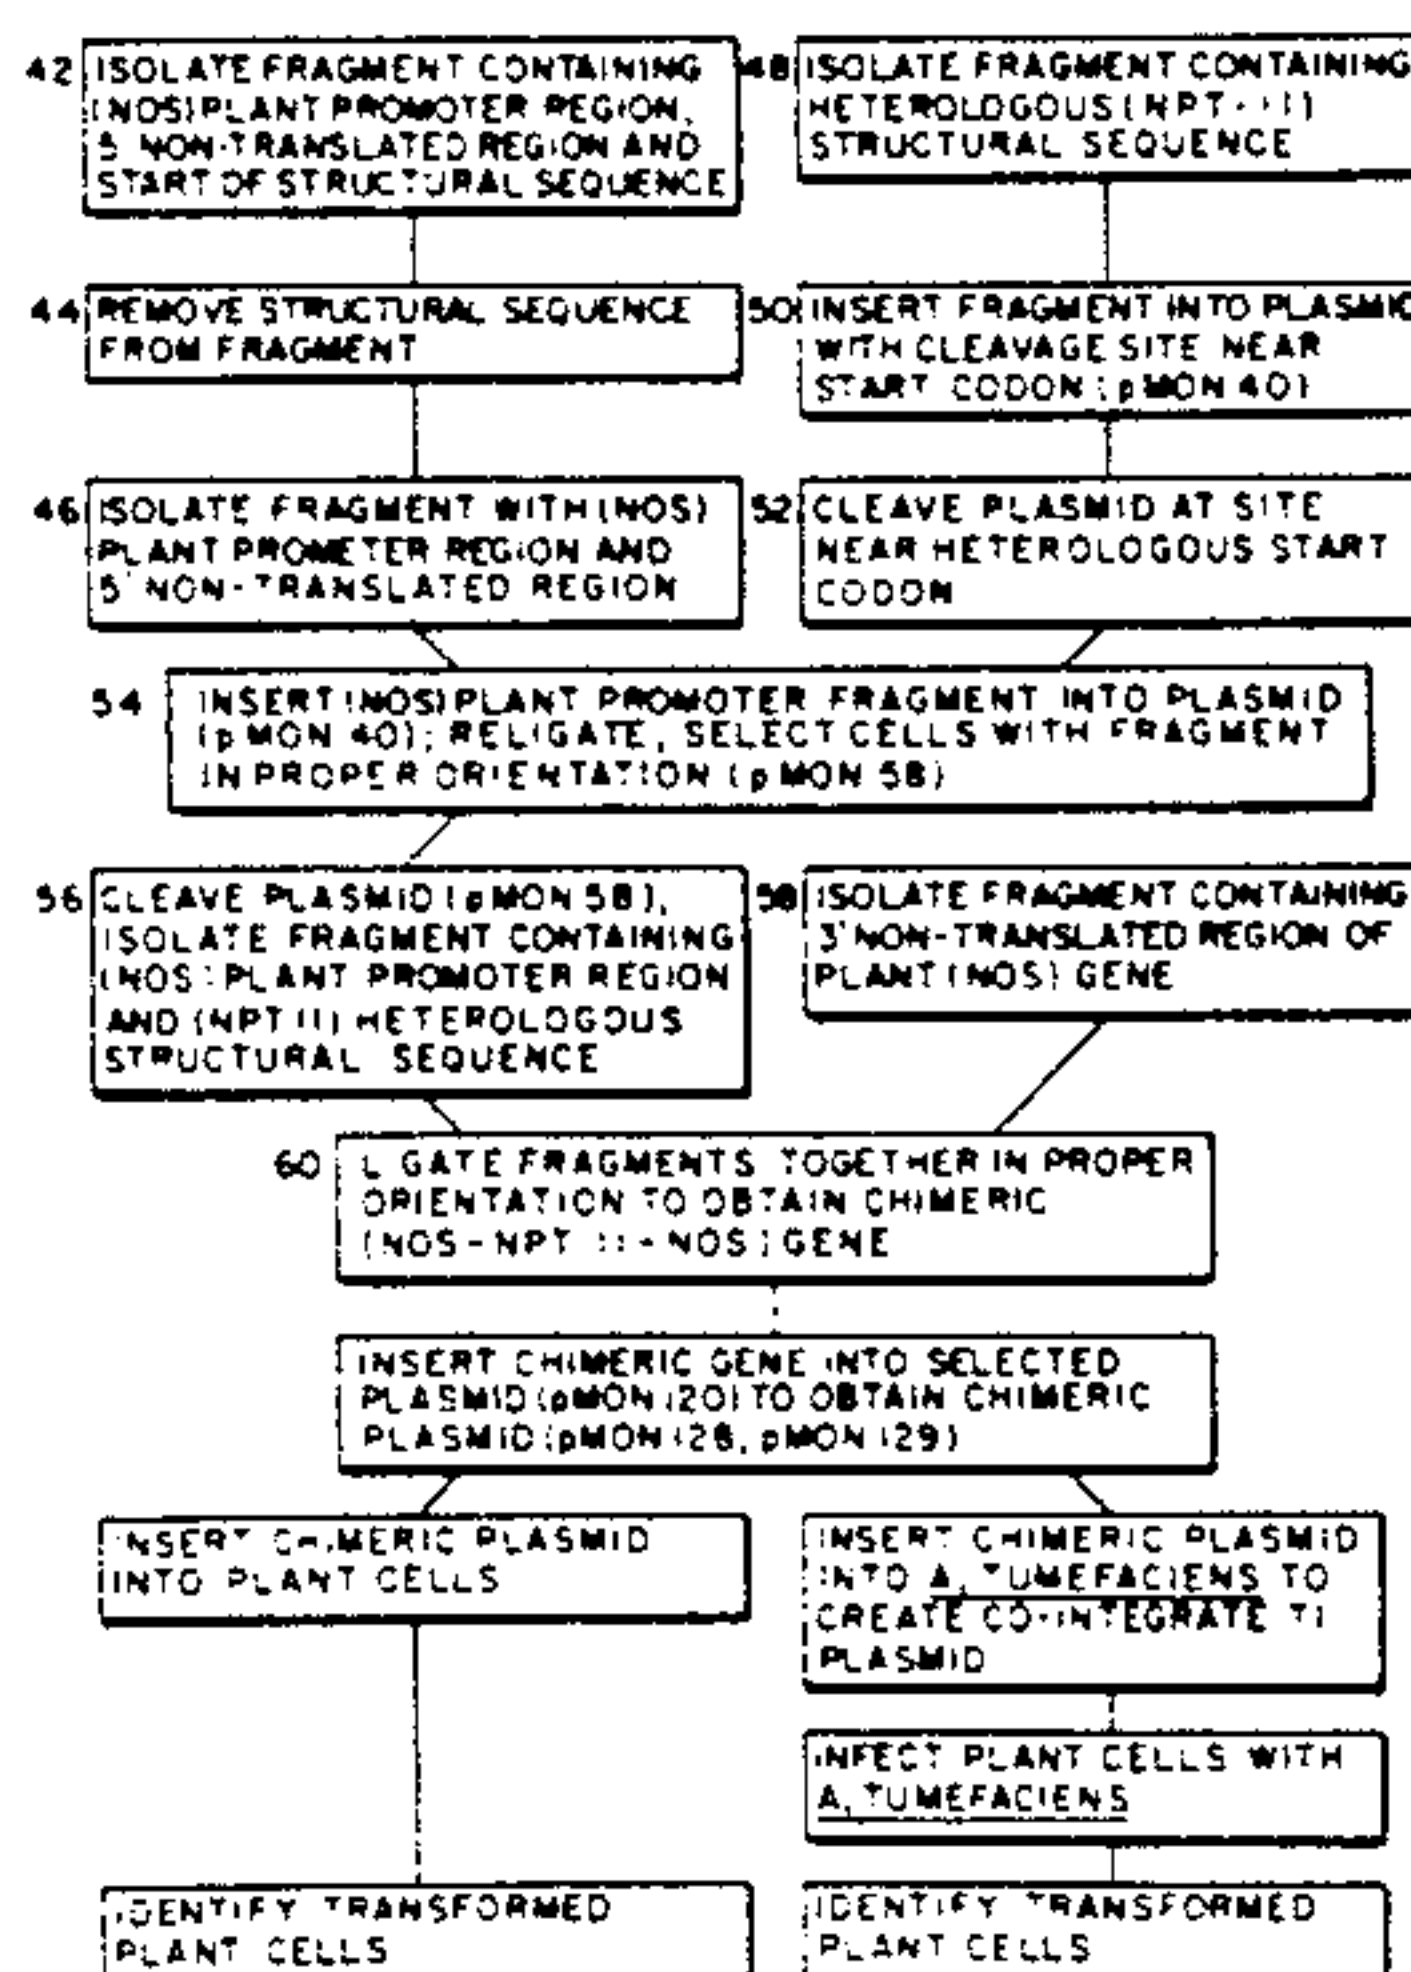 42 ISOLATE FRAGMENT CONTAINING
(NOS) PLANT PROMOTER REGION,
5' NON-TRANSLATED REGION AND
START OF STRUCTURAL SEQUENCE
48 ISOLATE FRAGMENT CONTAINING
HETEROLOGOUS (NPT-II)
STRUCTURAL SEQUENCE
44 REMOVE STRUCTURAL SEQUENCE
FROM FRAGMENT
50 INSERT FRAGMENT INTO PLASMID
WITH CLEAVAGE SITE NEAR
START CODON (pMON 40)
46 ISOLATE FRAGMENT WITH (NOS)
PLANT PROMETER REGION AND
5' NON-TRANSLATED REGION
52 CLEAVE PLASMID AT SITE
NEAR HETEROLOGOUS START
CODON
54 INSERT (NOS) PLANT PROMOTER FRAGMENT INTO PLASMID
(pMON 40); RELIGATE, SELECT CELLS WITH FRAGMENT
IN PROPER ORIENTATION (pMON 58)
56 CLEAVE PLASMID (pMON 58),
ISOLATE FRAGMENT CONTAINING
(NOS) PLANT PROMOTER REGION
AND (NPT II) HETEROLOGOUS
STRUCTURAL SEQUENCE
58 ISOLATE FRAGMENT CONTAINING
3' NON-TRANSLATED REGION OF
PLANT (NOS) GENE
60 LIGATE FRAGMENTS TOGETHER IN PROPER
ORIENTATION TO OBTAIN CHIMERIC
(NOS-NPT II-NOS) GENE
INSERT CHIMERIC GENE INTO SELECTED
PLASMID (pMON 120) TO OBTAIN CHIMERIC
PLASMID (pMON 128, pMON 129)
INSERT CHIMERIC PLASMID
INTO PLANT CELLS
INSERT CHIMERIC PLASMID
INTO A. TUMEFACIENS TO
CREATE CO-INTEGRATE TI
PLASMID
INFECT PLANT CELLS WITH
A. TUMEFACIENS
IDENTIFY TRANSFORMED
PLANT CELLS
IDENTIFY TRANSFORMED
PLANT CELLS